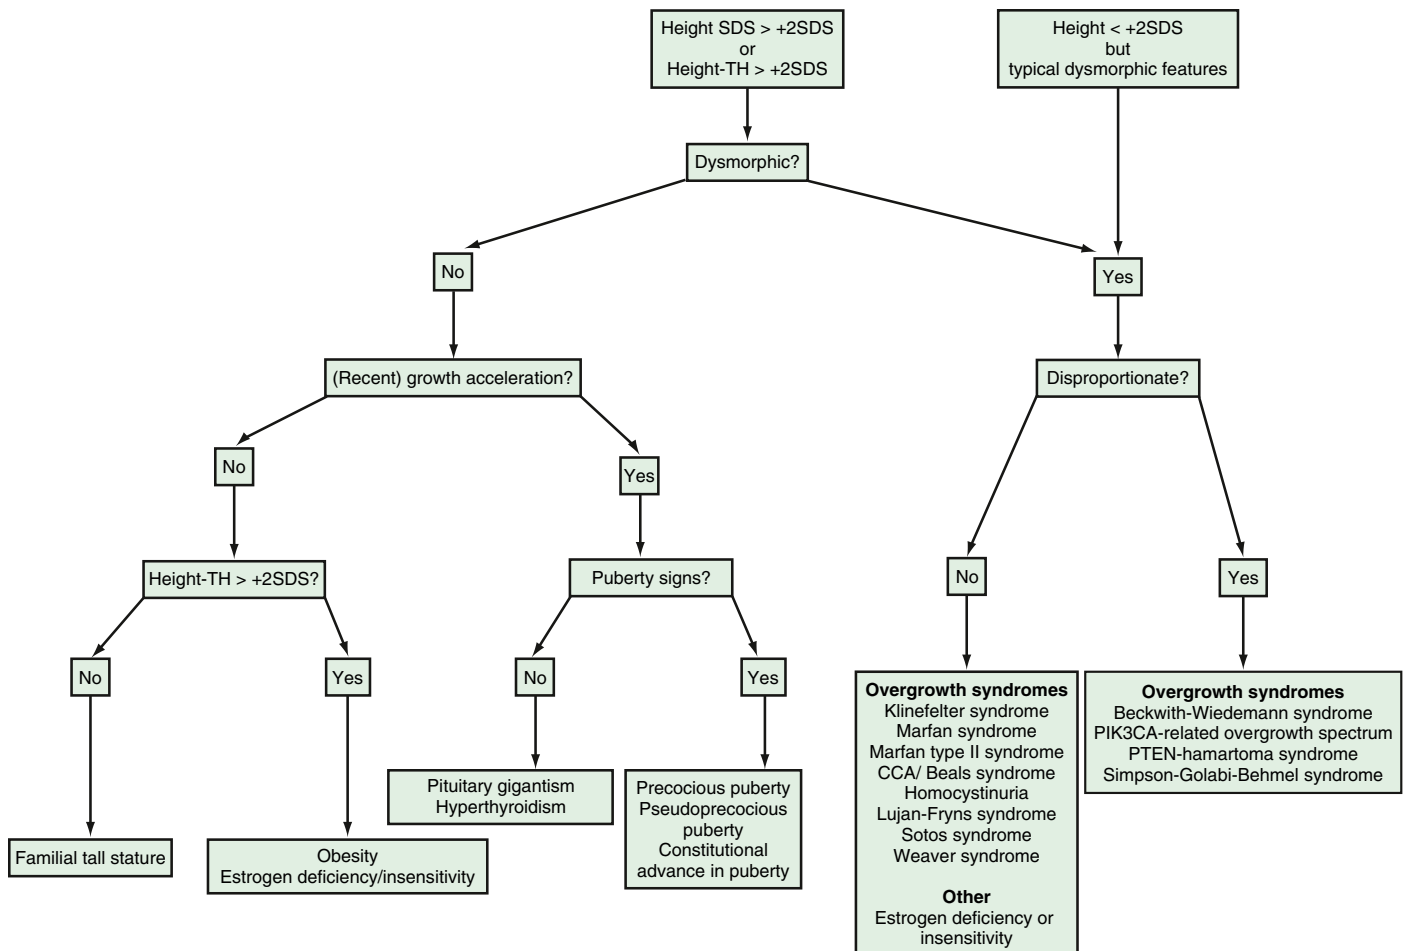 Height SDS > +2SDS
or
Height-TH > +2SDS
Height < +2SDS
but
typical dysmorphic features
Dysmorphic?
No
Yes
(Recent) growth acceleration?
Disproportionate?
No
Yes
Height-TH > +2SDS?
Puberty signs?
No
Yes
No
Yes
No
Yes
Familial tall stature
Obesity
Estrogen deficiency/insensitivity
Pituitary gigantism
Hyperthyroidism
Precocious puberty
Pseudoprecocious
puberty
Constitutional
advance in puberty
Overgrowth syndromes
Klinefelter syndrome
Marfan syndrome
Marfan type II syndrome
CCA/ Beals syndrome
Homocystinuria
Lujan-Fryns syndrome
Sotos syndrome
Weaver syndrome
Other
Estrogen deficiency or
insensitivity
Overgrowth syndromes
Beckwith-Wiedemann syndrome
PIK3CA-related overgrowth spectrum
PTEN-hamartoma syndrome
Simpson-Golabi-Behmel syndrome